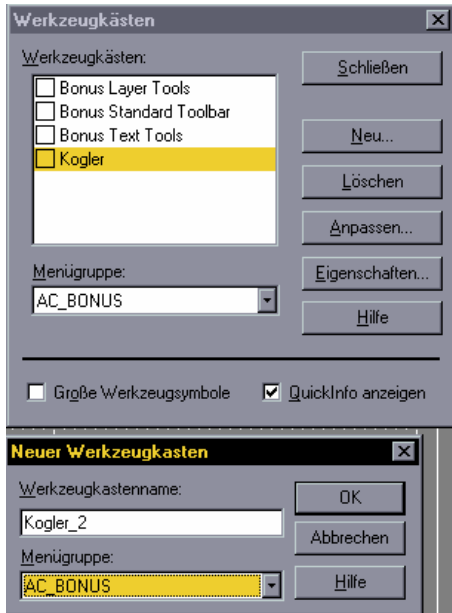 Werkzeugkästen
Werkzeugkästen:
Schließen
Bonus Layer Tools
Bonus Standard Toolbar
Bonus Text Tools
Kogler
Neu...
Löschen
Anpassen...
Menügruppe:
Eigenschaften...
AC_BONUS
Hilfe
Große Werkzeugsymbole
QuickInfo anzeigen
Neuer Werkzeugkasten
Werkzeugkastenname:
OK
Kogler_2
Abbrechen
Menügruppe:
AC_BONUS
Hilfe